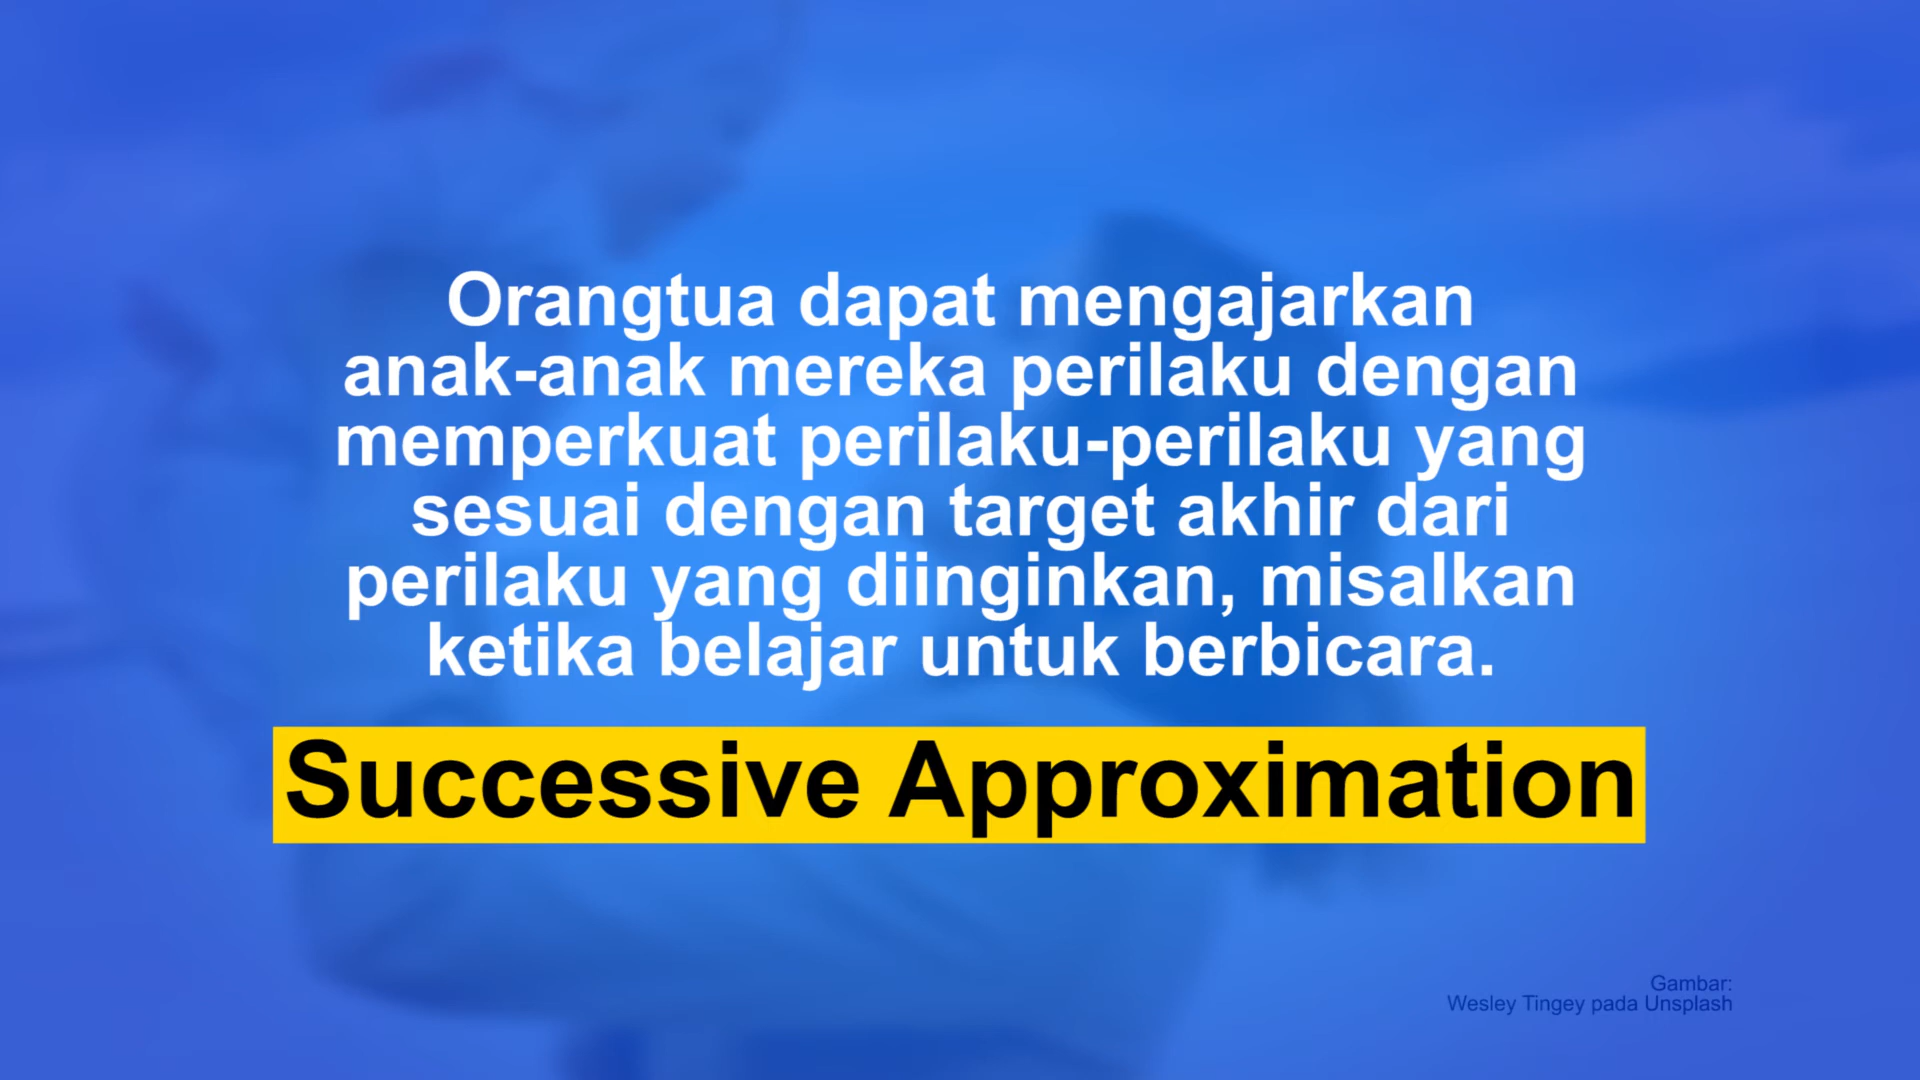 Orangtua dapat mengajarkan
anak-anak mereka perilaku dengan
memperkuat perilaku-perilaku yang
sesuai dengan target akhir dari
perilaku yang diinginkan, misalkan
ketika belajar untuk berbicara.
Successive Approximation
Gambar:
Wesley Tingey pada Unsplash